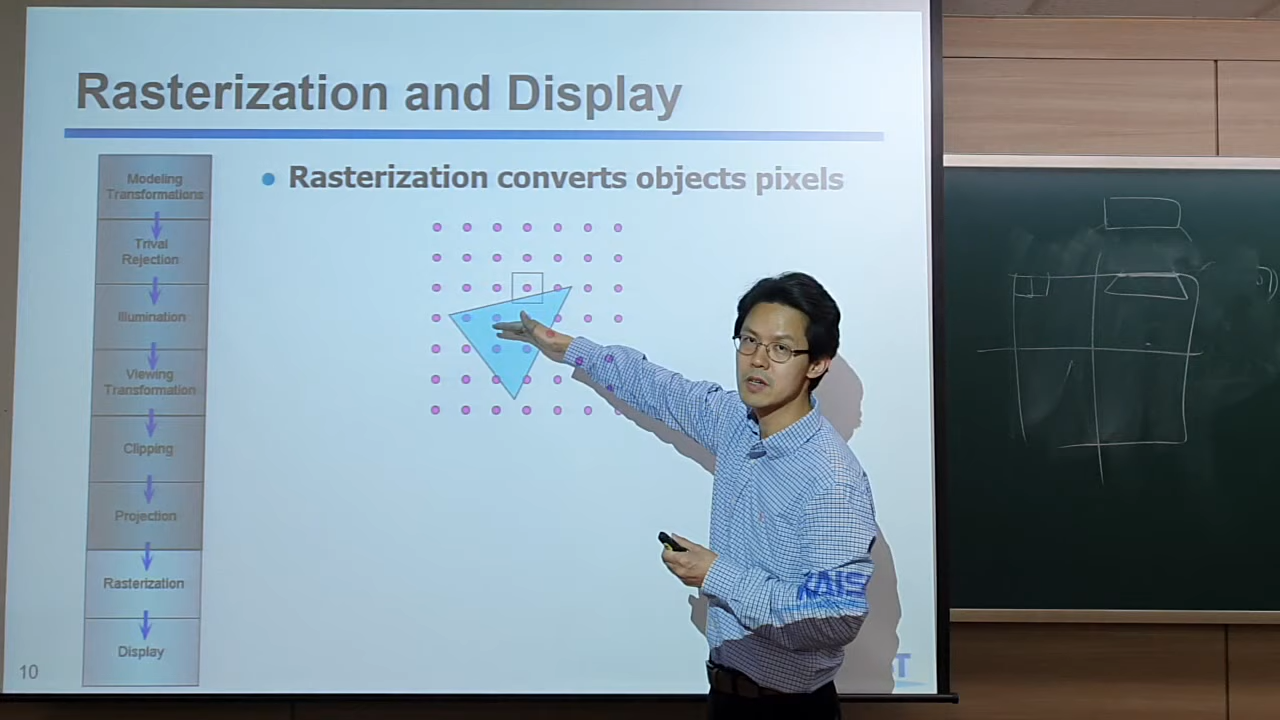 Rasterization and Display
Modeling
Transformations
Trival
Rejection
Illumination
Viewing
Transformation
Clipping
Projection
Rasterization
Display
Rasterization converts objects pixels
10
KAIS
T